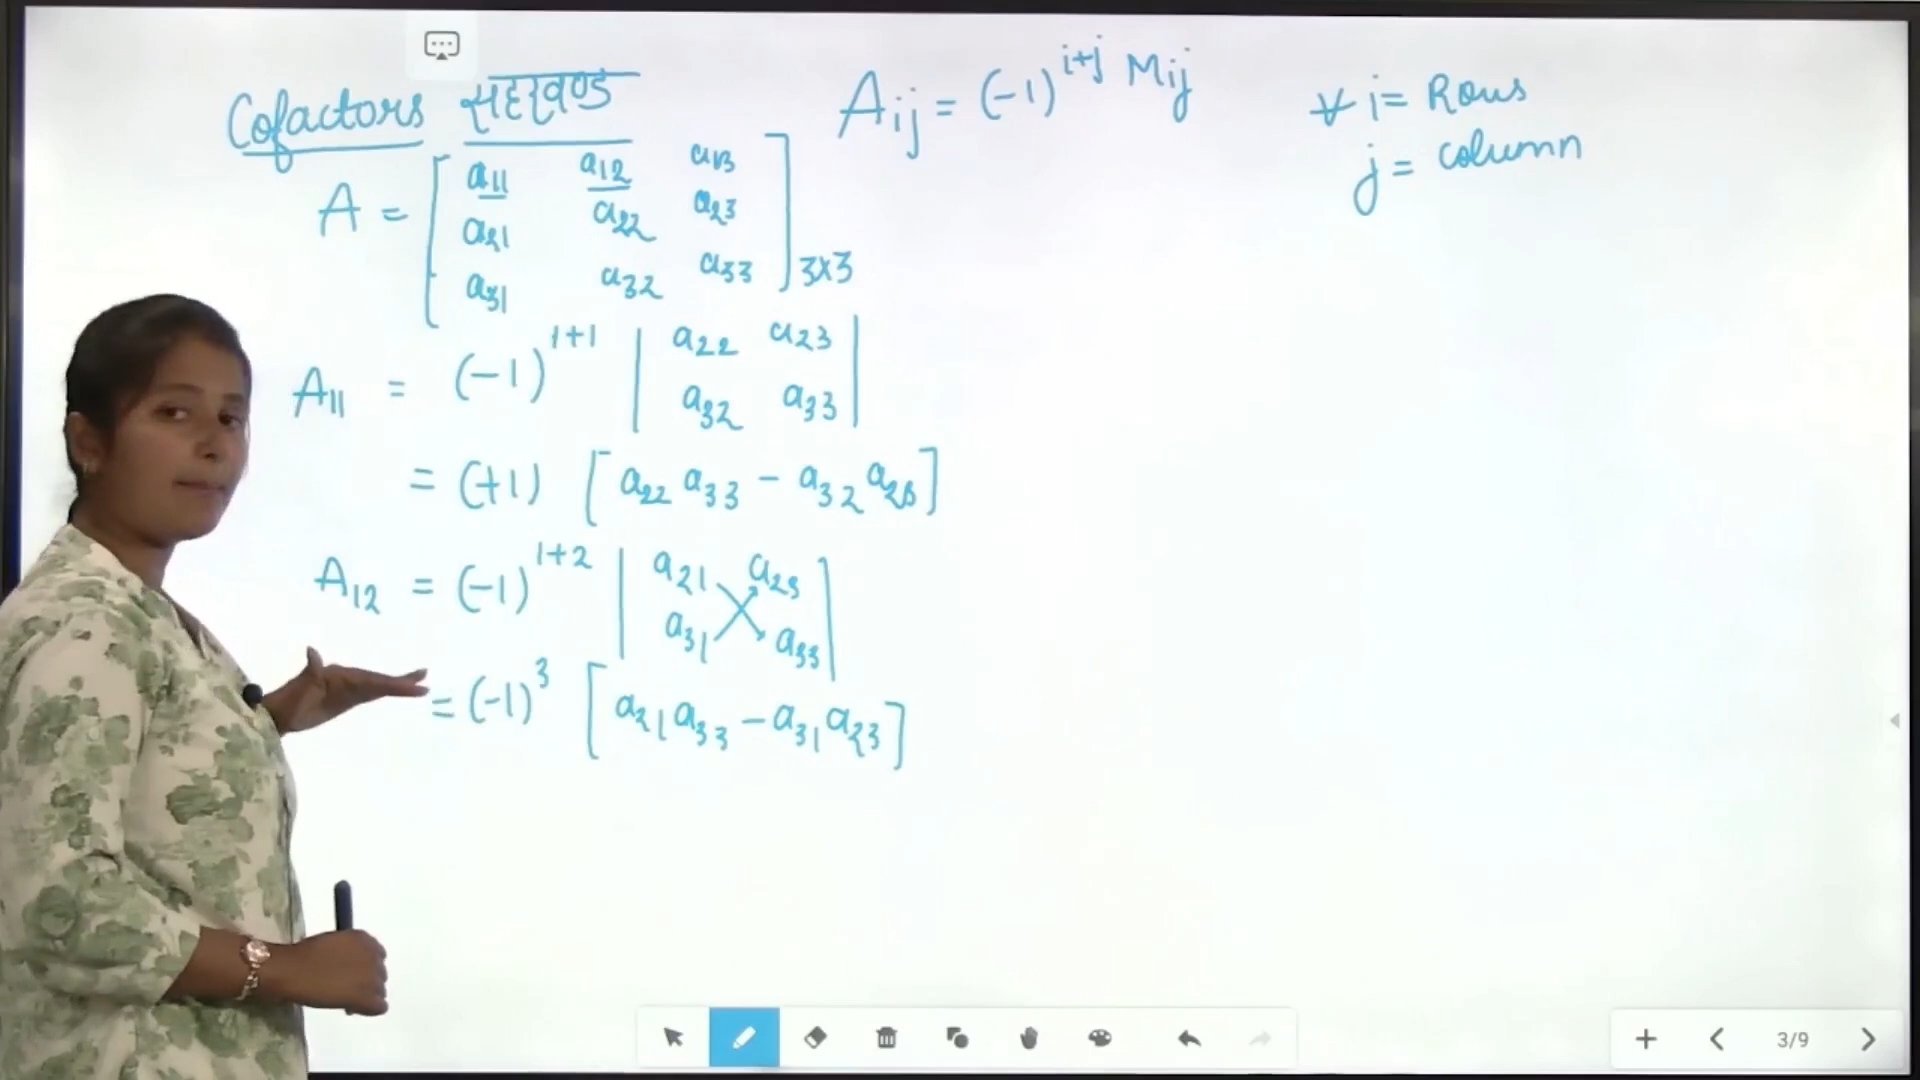 Cofactors सहखण्ड
A = [ a11 a12 a13
a21 a22 a23
a31 a32 a33 ] 3x3
Aij = (-1)^i+j Mij
∀ i = Rows
j = column
A11 = (-1)^1+1 | a22 a23
a32 a33 |
= (+1) [ a22 a33 - a32 a23 ]
A12 = (-1)^1+2 | a21 a23
a31 a33 |
= (-1)^3 [ a21 a33 - a31 a23 ]
3/9